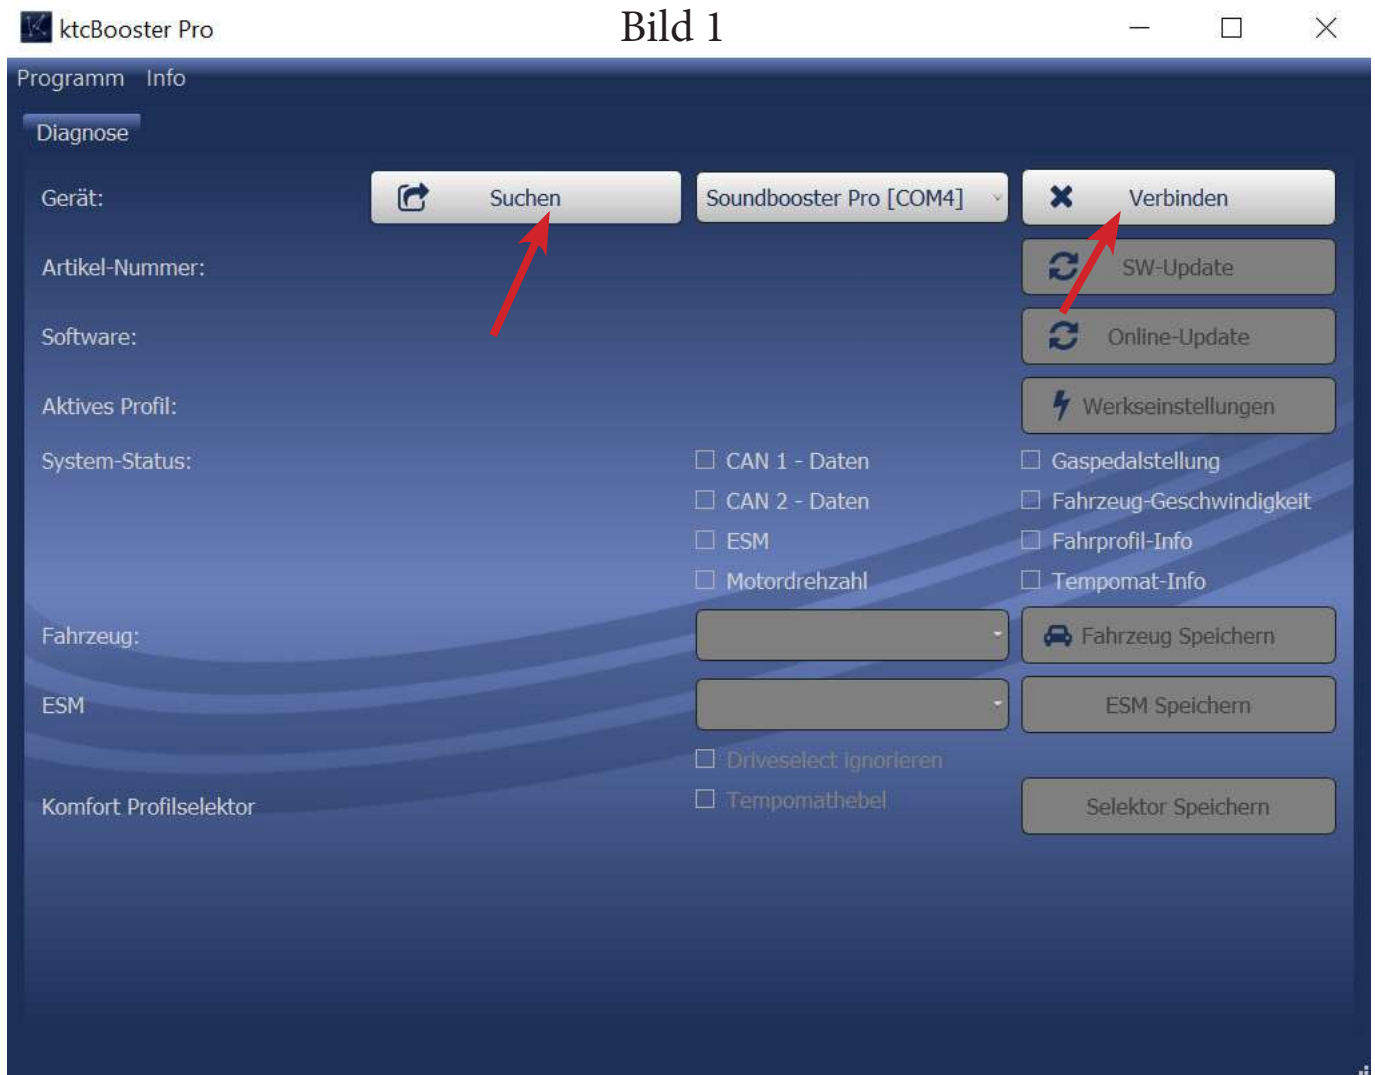 ktcBooster Pro
Bild 1
Programm Info
Diagnose
Gerät: Suchen Soundbooster Pro [COM4] Verbinden
Artikel-Nummer: SW-Update
Software: Online-Update
Aktives Profil: Werkseinstellungen
System-Status: CAN 1 - Daten Gaspedalstellung
CAN 2 - Daten Fahrzeug-Geschwindigkeit
ESM Fahrprofil-Info
Motordrehzahl Tempomat-Info
Fahrzeug: Fahrzeug Speichern
ESM ESM Speichern
Driveselect ignorieren
Komfort Profilselektor Tempomathebel Selektor Speichern